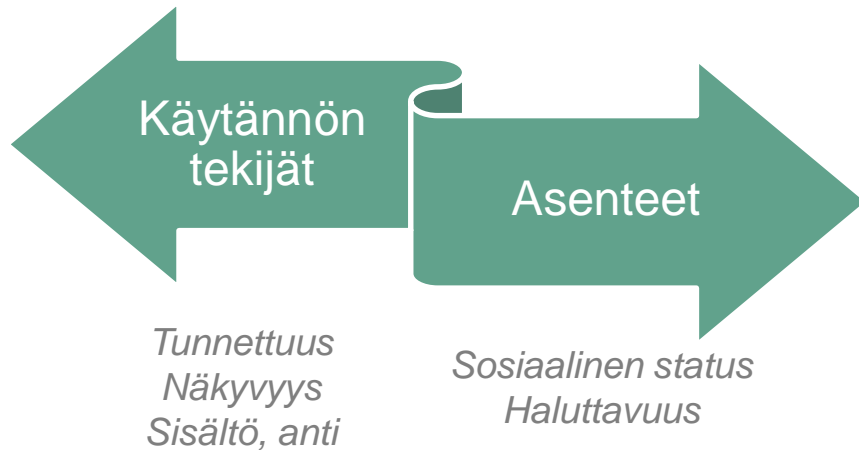 Käytännön
tekijät
Asenteet
Tunnettuus
Näkyvyys
Sisältö, anti
Sosiaalinen status
Haluttavuus